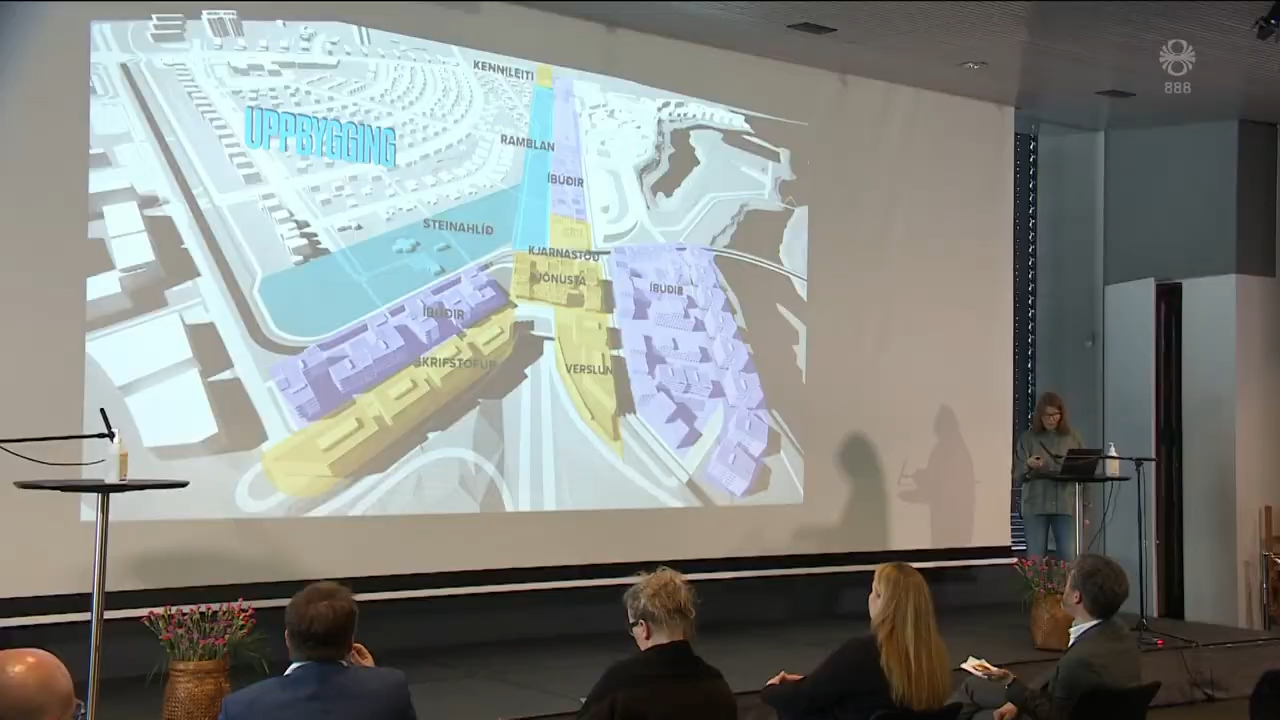 888
KENNILEITI
UPPBYGGING
RAMBLAN
ÍBÚÐIR
STEINAHLÍÐ
KJARNASTÖÐ
ÞJÓNUSTA
ÍBÚÐIR
ÍBÚÐIR
SKRIFSTOFUR
VERSLUN